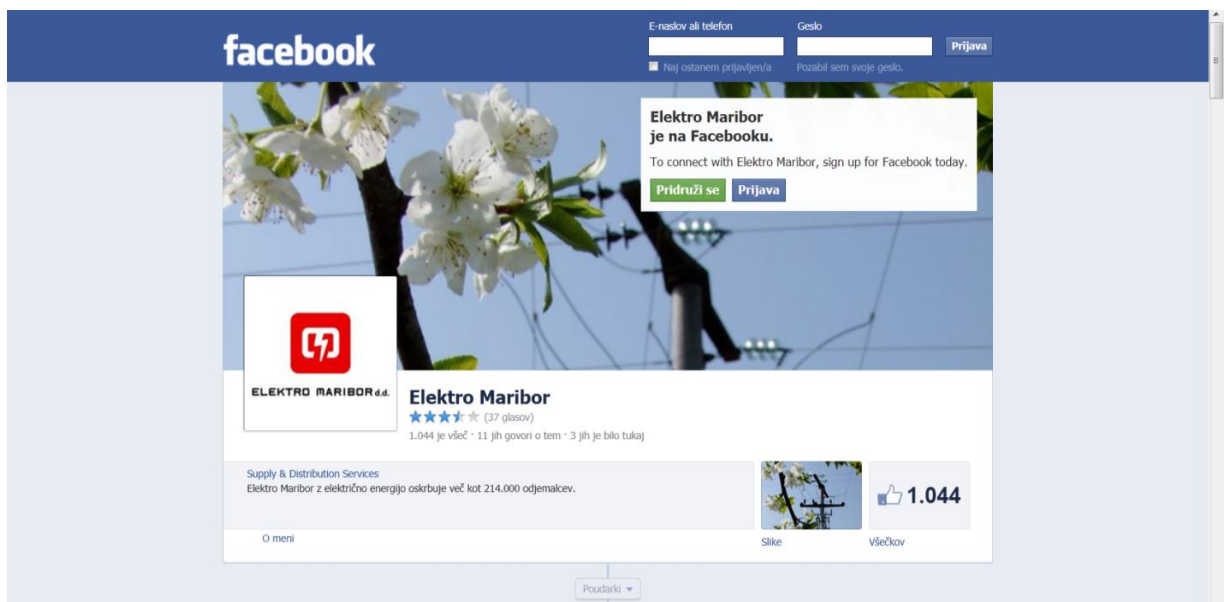 facebook
E-naslov ali telefon
Geslo
Prijava
Naj ostanem prijavljen/a
Pozabil sem svoje geslo.
Elektro Maribor
je na Facebooku.
To connect with Elektro Maribor, sign up for Facebook today.
Pridruži se
Prijava
ELEKTRO MARIBOR d.d.
Elektro Maribor
(37 glasov)
1.044 je všeč · 11 jih govori o tem · 3 jih je bilo tukaj
Supply & Distribution Services
Elektro Maribor z električno energijo oskrbuje več kot 214.000 odjemalcev.
1.044
O meni
Slike
Všečkov
Poudarki